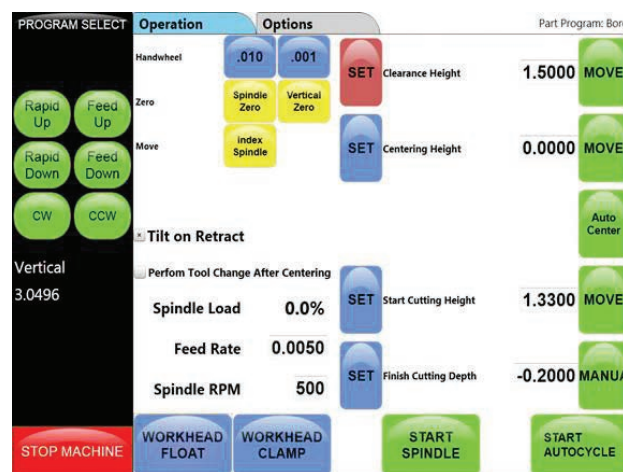 PROGRAM SELECT
Operation
Options
Part Program: Bore
Handwheel
.010
.001
SET
Clearance Height
1.5000
MOVE
Zero
Spindle
Zero
Vertical
Zero
Rapid
Up
Feed
Up
Move
index
Spindle
SET
Centering Height
0.0000
MOVE
Rapid
Down
Feed
Down
CW
CCW
Auto
Center
Tilt on Retract
Vertical
3.0496
Perfom Tool Change After Centering
Spindle Load
0.0%
SET
Start Cutting Height
1.3300
MOVE
Feed Rate
0.0050
Spindle RPM
500
SET
Finish Cutting Depth
-0.2000
MANUA
STOP MACHINE
WORKHEAD
FLOAT
WORKHEAD
CLAMP
START
SPINDLE
START
AUTOCYCLE